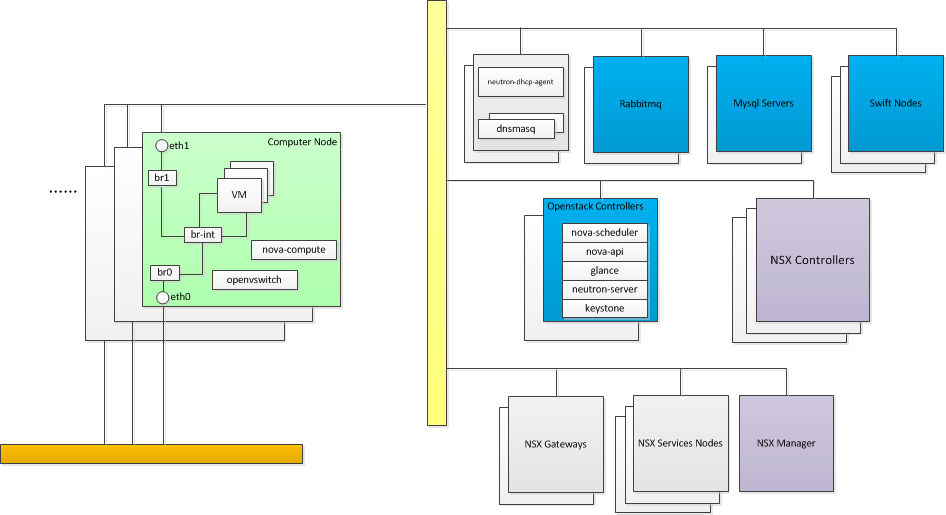 neutron-dhcp-agent
dnsmasq
Rabbitmq
Mysql Servers
Swift Nodes
Computer Node
eth1
br1
VM
br-int
nova-compute
br0
openvswitch
eth0
......
Openstack Controllers
nova-scheduler
nova-api
glance
neutron-server
keystone
NSX Controllers
NSX Gateways
NSX Services Nodes
NSX Manager